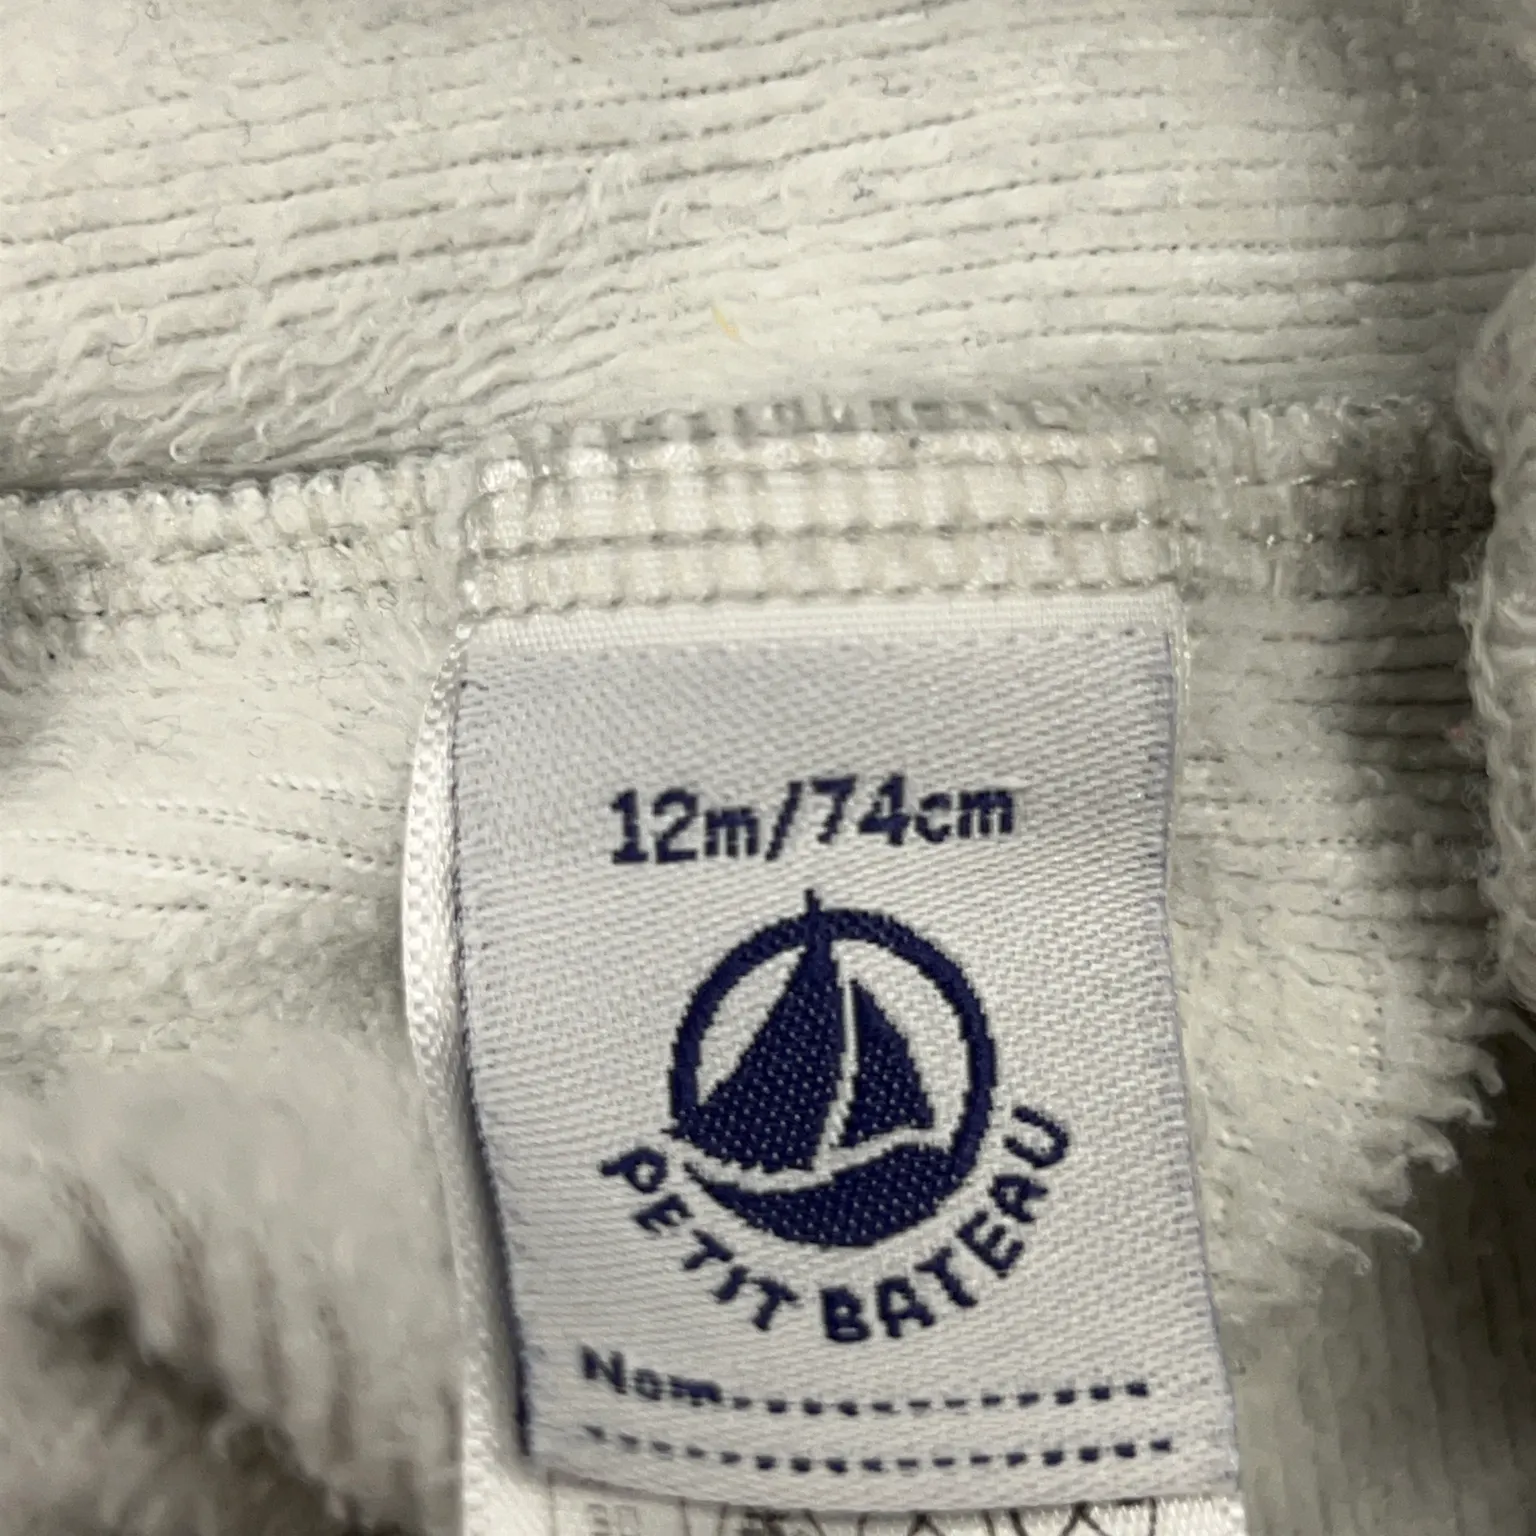 12m/74cm
PETIT BATEAU
Nom....................
........................